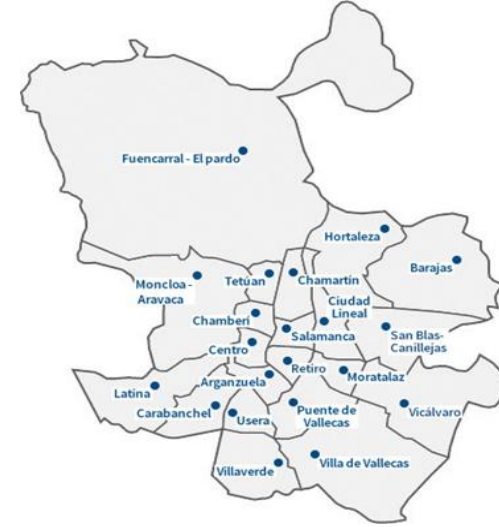 Fuencarral - El pardo
Hortaleza
Barajas
Moncloa -
Aravaca
Tetúan
Chamartín
Ciudad
Lineal
Chamberí
Salamanca
San Blas-
Canillejas
Centro
Retiro
Moratalaz
Arganzuela
Latina
Carabanchel
Usera
Puente de
Vallecas
Vicálvaro
Villaverde
Villa de Vallecas